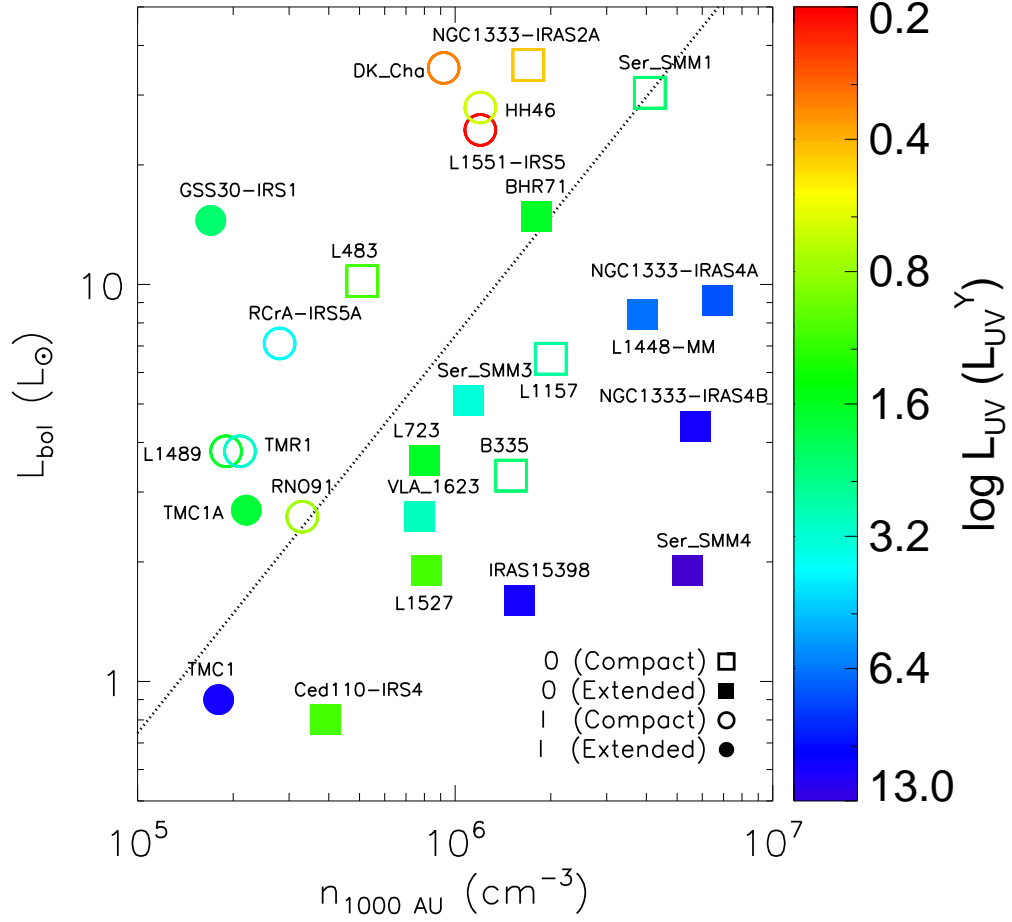 NGC1333-IRAS2A
DK_Cha
Ser_SMM1
HH46
L1551-IRS5
GSS30-IRS1
BHR71
L483
NGC1333-IRAS4A
RCrA-IRS5A
L1448-MM
Ser_SMM3
L1157
NGC1333-IRAS4B
L723
B335
L1489
TMR1
RNO91
VLA_1623
TMC1A
Ser_SMM4
IRAS15398
L1527
TMC1
Ced110-IRS4
0 (Compact)
0 (Extended)
I (Compact)
I (Extended)
10
1
L_bol (L_⊙)
10^5
10^6
10^7
n_1000 AU (cm^-3)
0.2
0.4
0.8
1.6
3.2
6.4
13.0
log L_UV (L_UV^Y)